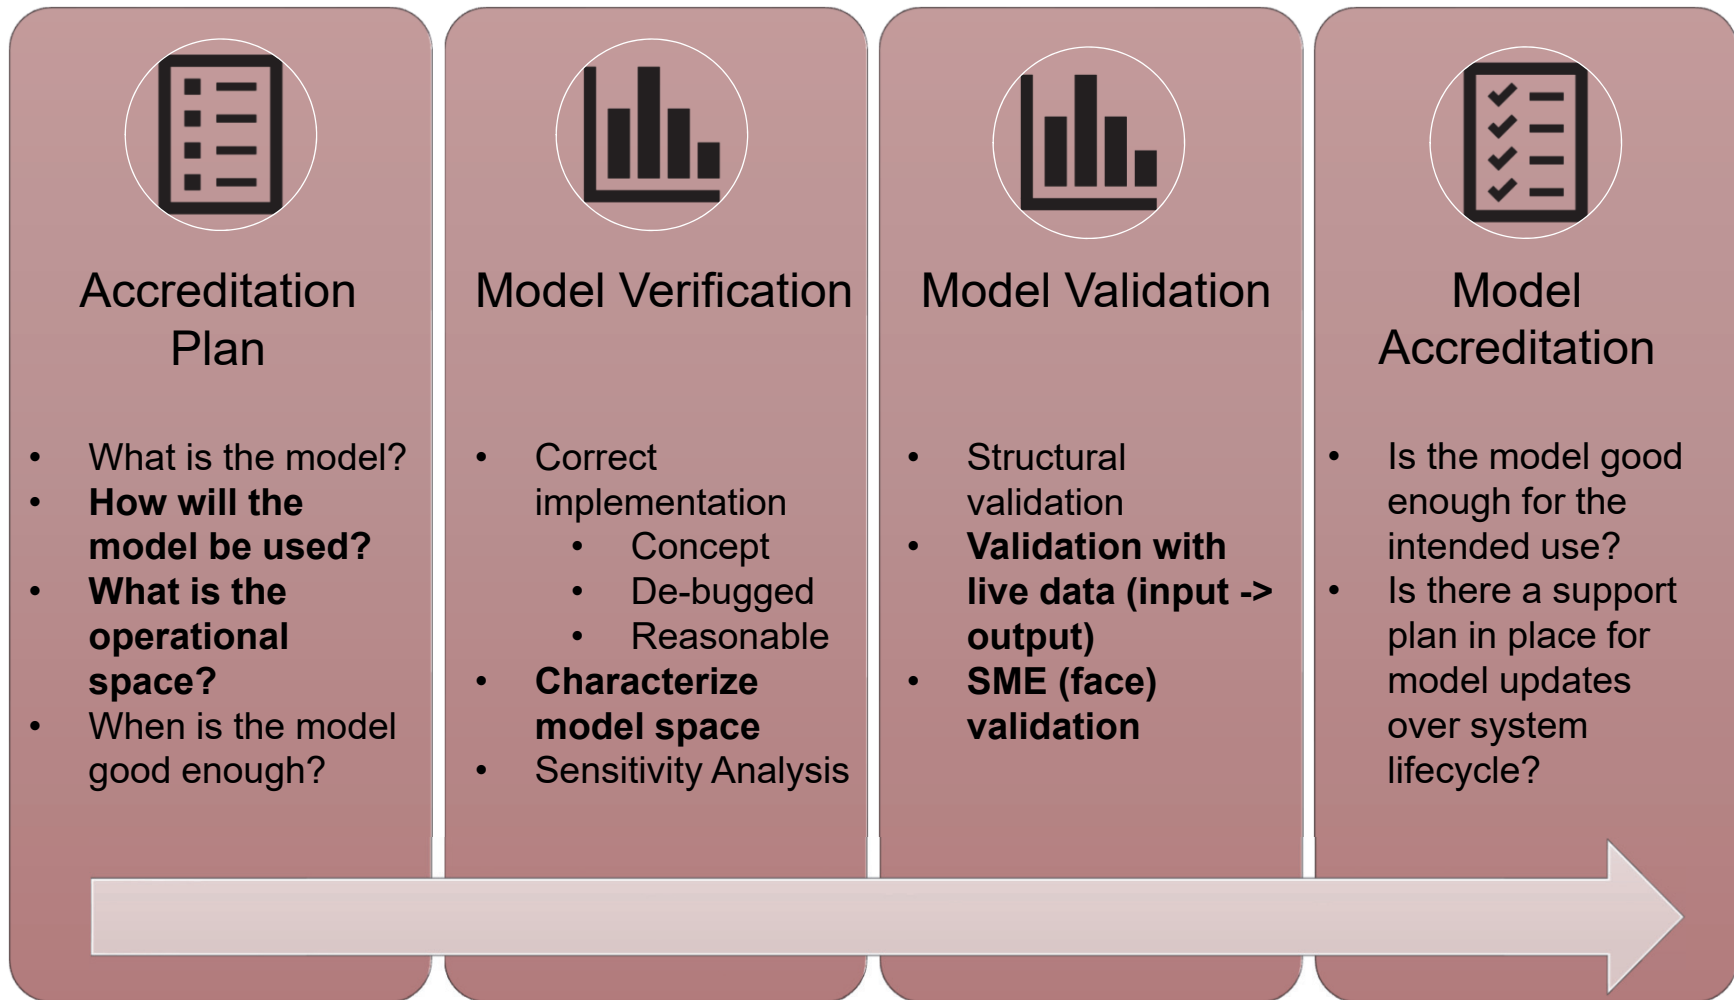 Accreditation
Plan
• What is the model?
• How will the
model be used?
• What is the
operational
space?
• When is the model
good enough?
Model Verification
• Correct
implementation
• Concept
• De-bugged
• Reasonable
• Characterize
model space
• Sensitivity Analysis
Model Validation
• Structural
validation
• Validation with
live data (input ->
output)
• SME (face)
validation
Model
Accreditation
• Is the model good
enough for the
intended use?
• Is there a support
plan in place for
model updates
over system
lifecycle?